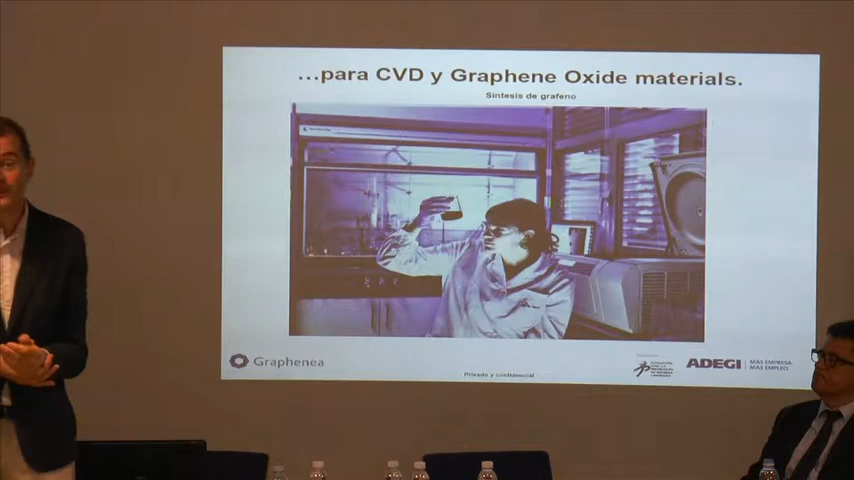 ...para CVD y Graphene Oxide materials.
Síntesis de grafeno
Graphenea
Privado y confidencial
ADEGI
MÁS EMPRESA,
MÁS EMPLEO